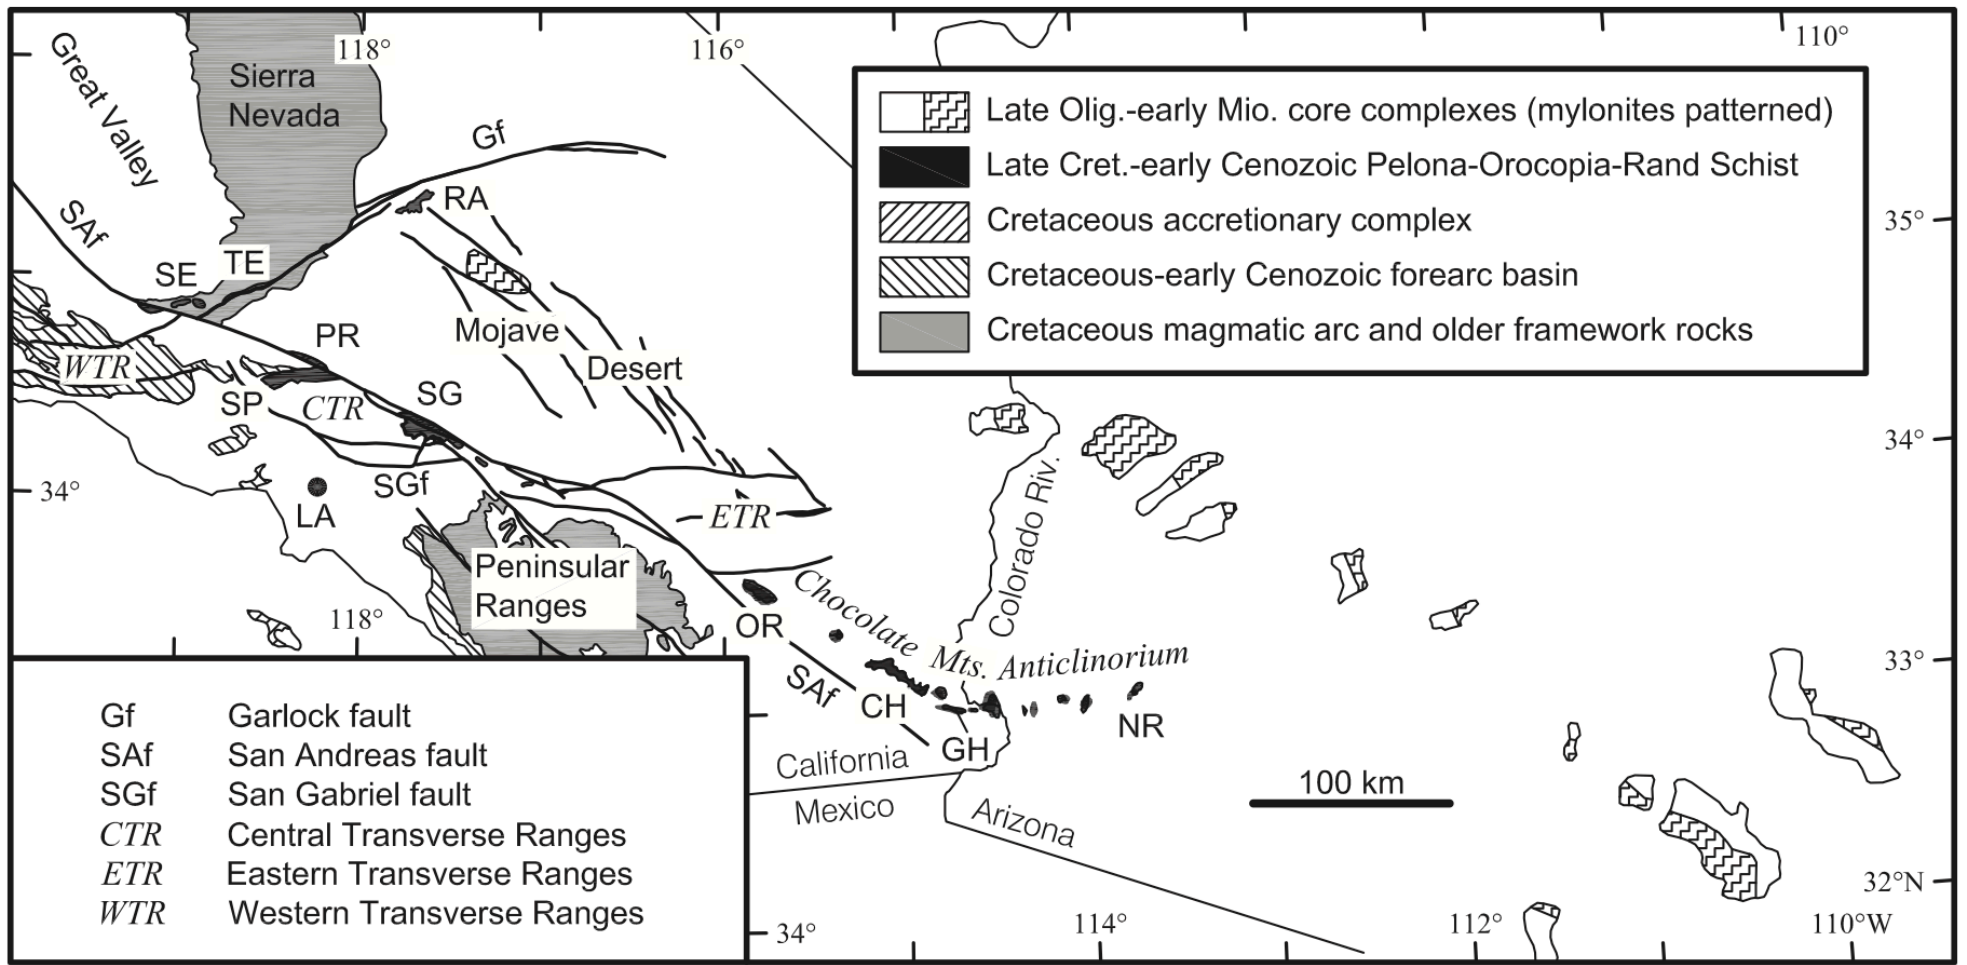 118°
116°
110°
Great Valley
Sierra
Nevada
Gf
RA
SAf
SE
TE
PR
Mojave
Desert
WTR
SP
CTR
SG
34°
LA
SGf
ETR
Peninsular
Ranges
118°
OR
Chocolate Mts. Anticlinorium
Colorado Riv.
SAf
CH
GH
NR
California
Mexico
Arizona
100 km
35°
34°
33°
32°N
34°
114°
112°
110°W
Late Olig.-early Mio. core complexes (mylonites patterned)
Late Cret.-early Cenozoic Pelona-Orocopia-Rand Schist
Cretaceous accretionary complex
Cretaceous-early Cenozoic forearc basin
Cretaceous magmatic arc and older framework rocks
Gf Garlock fault
SAf San Andreas fault
SGf San Gabriel fault
CTR Central Transverse Ranges
ETR Eastern Transverse Ranges
WTR Western Transverse Ranges